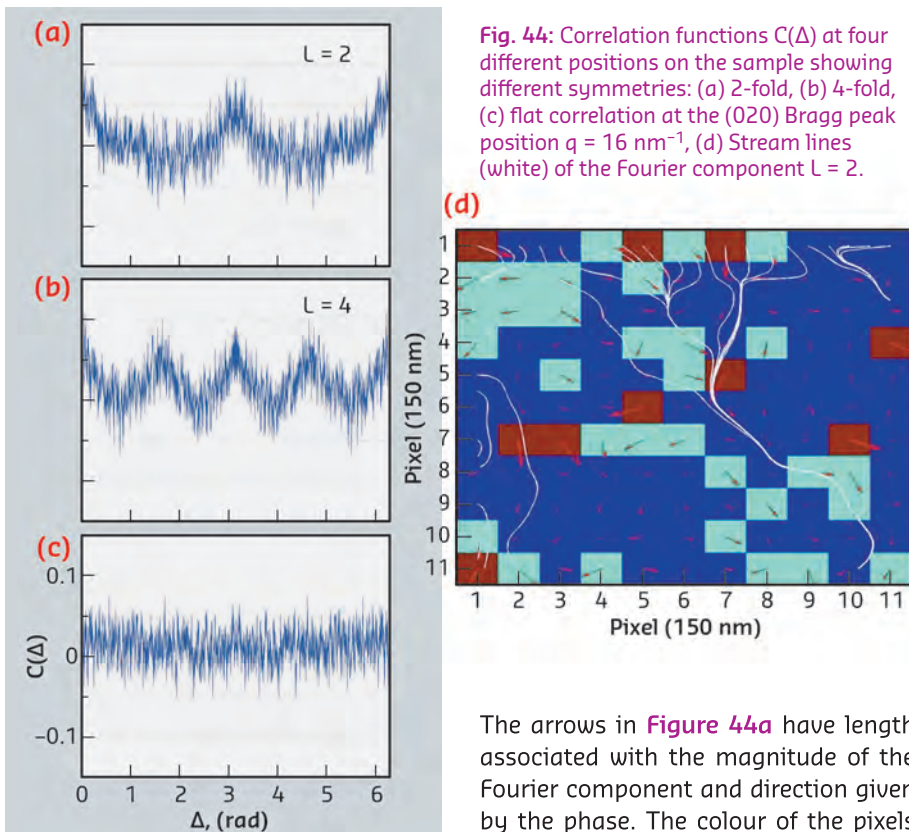 (a)
L = 2
Fig. 44: Correlation functions C(Δ) at four
different positions on the sample showing
different symmetries: (a) 2-fold, (b) 4-fold,
(c) flat correlation at the (020) Bragg peak
position q = 16 nm⁻¹, (d) Stream lines
(white) of the Fourier component L = 2.
(b)
L = 4
(c)
0.1
0
−0.1
C(Δ)
0 1 2 3 4 5 6
Δ, (rad)
(d)
1
2
3
4
5
6
7
8
9
10
11
Pixel (150 nm)
1 2 3 4 5 6 7 8 9 10 11
Pixel (150 nm)
The arrows in Figure 44a have length
associated with the magnitude of the
Fourier component and direction given
by the phase. The colour of the pixels